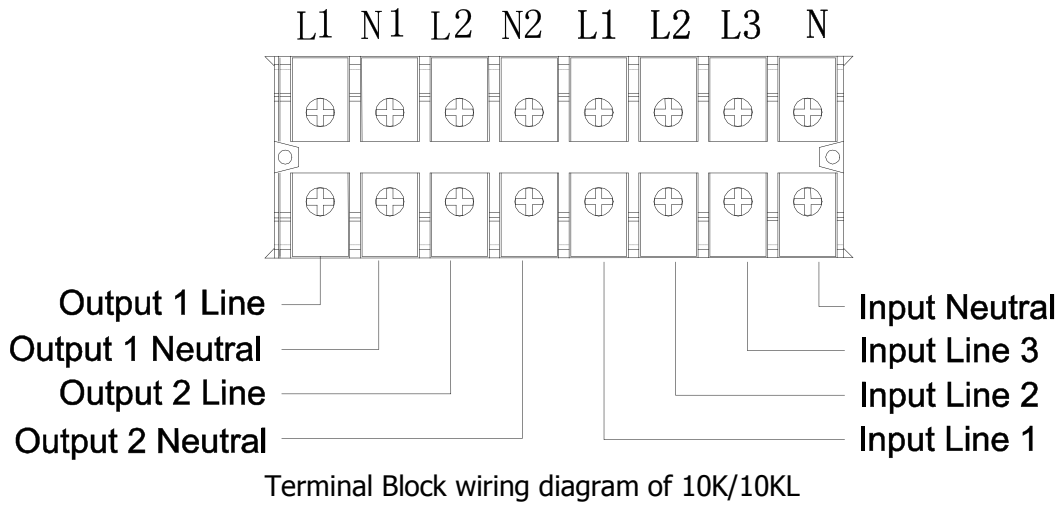 L1 N1 L2 N2 L1 L2 L3 N
Output 1 Line
Output 1 Neutral
Output 2 Line
Output 2 Neutral
Input Neutral
Input Line 3
Input Line 2
Input Line 1
Terminal Block wiring diagram of 10K/10KL